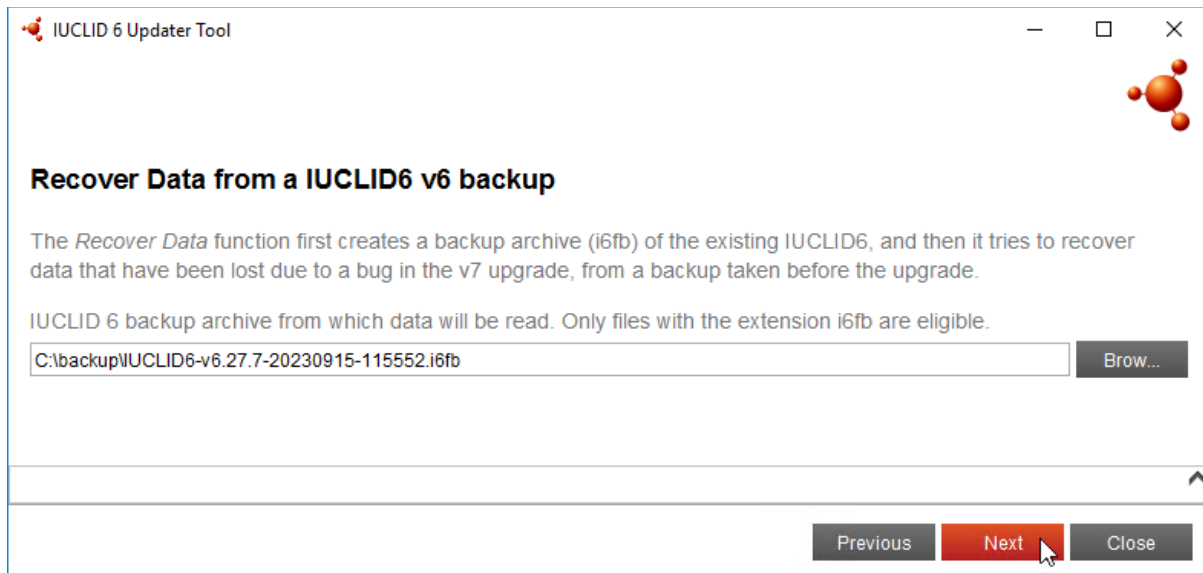 IUCLID 6 Updater Tool
Recover Data from a IUCLID6 v6 backup
The Recover Data function first creates a backup archive (i6fb) of the existing IUCLID6, and then it tries to recover
data that have been lost due to a bug in the v7 upgrade, from a backup taken before the upgrade.
IUCLID 6 backup archive from which data will be read. Only files with the extension i6fb are eligible.
C:\backup\IUCLID6-v6.27.7-20230915-115552.i6fb
Brow...
Previous
Next
Close